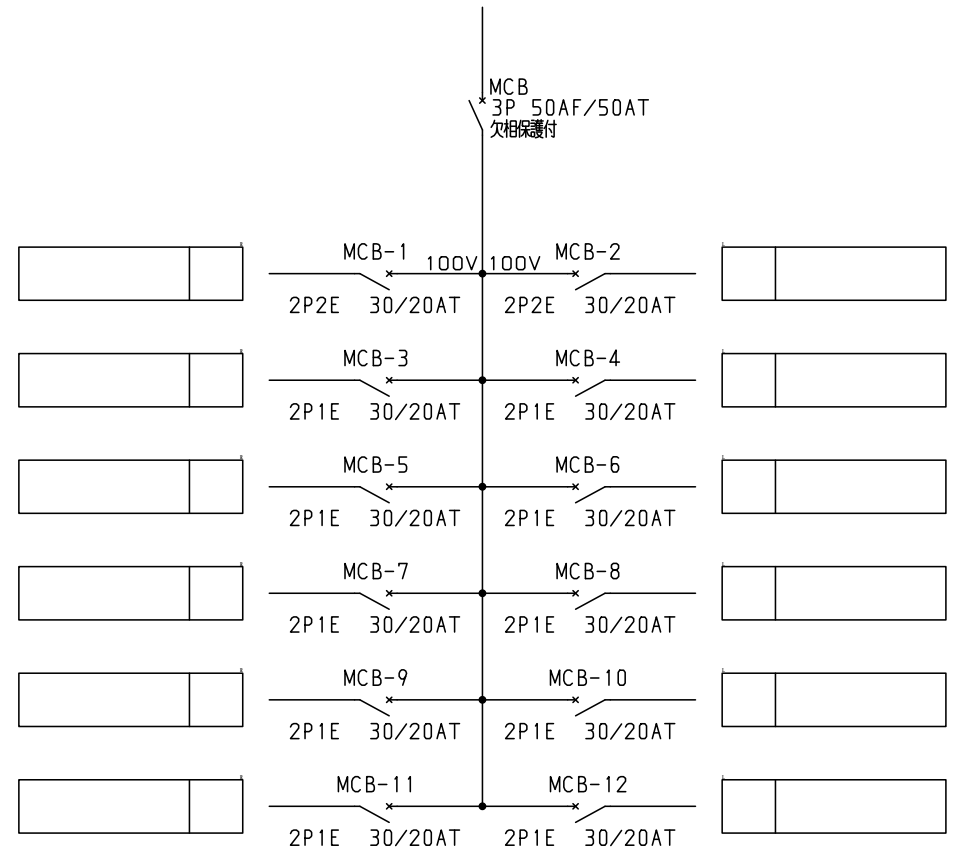 MCB
3P 50AF/50AT
欠相保護付
MCB-1 100V 100V MCB-2
2P2E 30/20AT 2P2E 30/20AT
MCB-3 MCB-4
2P1E 30/20AT 2P1E 30/20AT
MCB-5 MCB-6
2P1E 30/20AT 2P1E 30/20AT
MCB-7 MCB-8
2P1E 30/20AT 2P1E 30/20AT
MCB-9 MCB-10
2P1E 30/20AT 2P1E 30/20AT
MCB-11 MCB-12
2P1E 30/20AT 2P1E 30/20AT